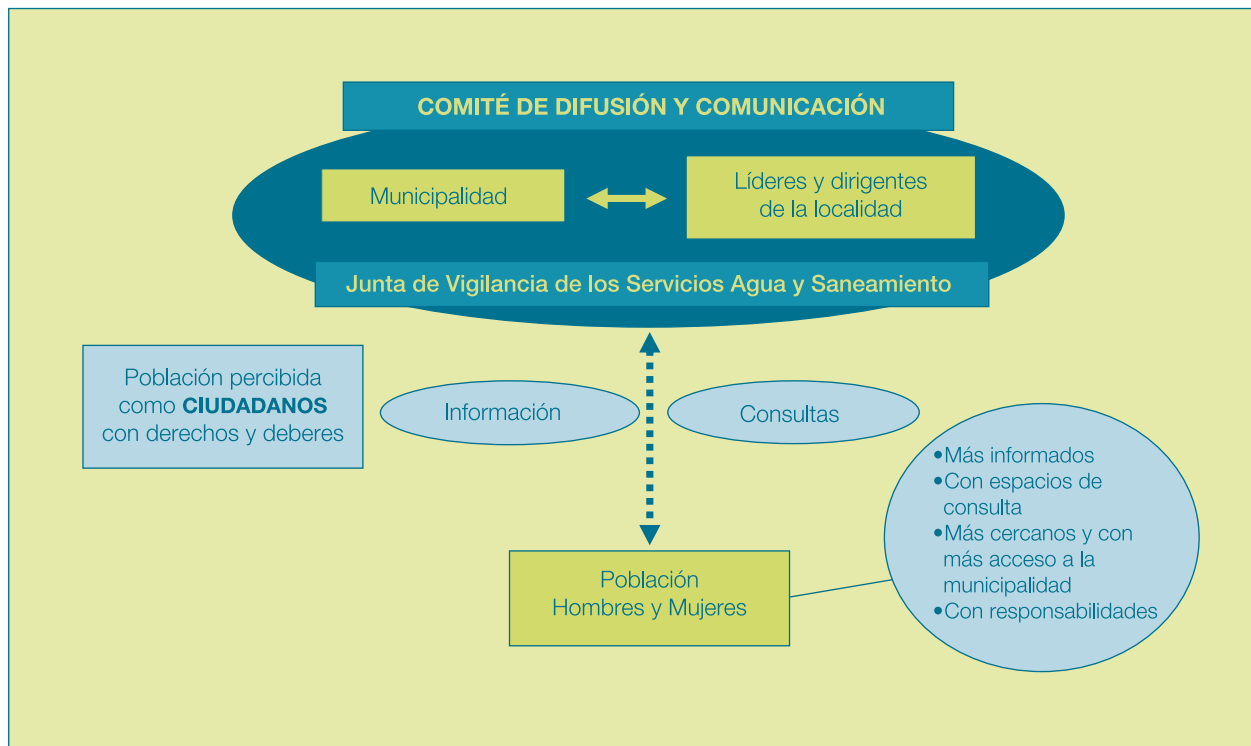 COMITÉ DE DIFUSIÓN Y COMUNICACIÓN
Municipalidad
Líderes y dirigentes
de la localidad
Junta de Vigilancia de los Servicios Agua y Saneamiento
Población percibida
como CIUDADANOS
con derechos y deberes
Información
Consultas
•Más informados
•Con espacios de
consulta
•Más cercanos y con
más acceso a la
municipalidad
•Con responsabilidades
Población
Hombres y Mujeres